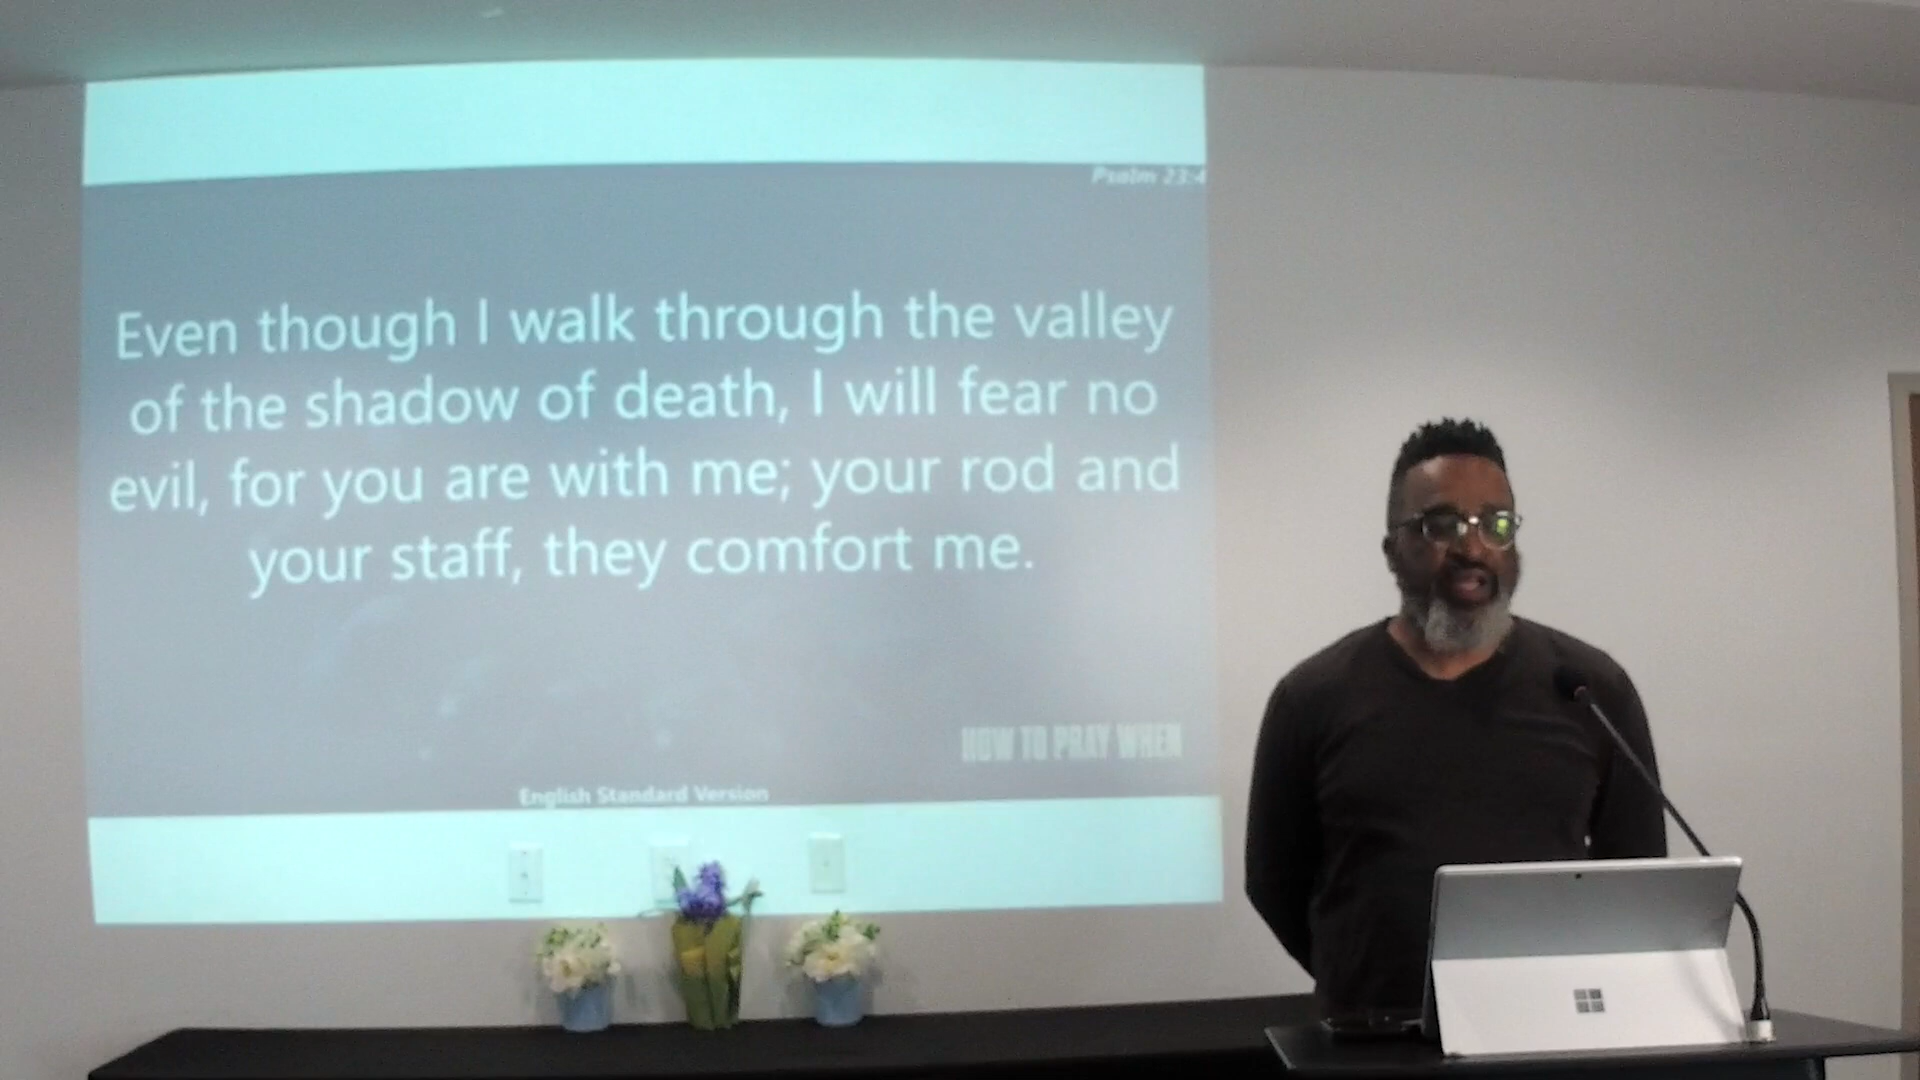 Psalm 23:4
Even though I walk through the valley
of the shadow of death, I will fear no
evil, for you are with me; your rod and
your staff, they comfort me.
HOW TO PRAY WHEN
English Standard Version